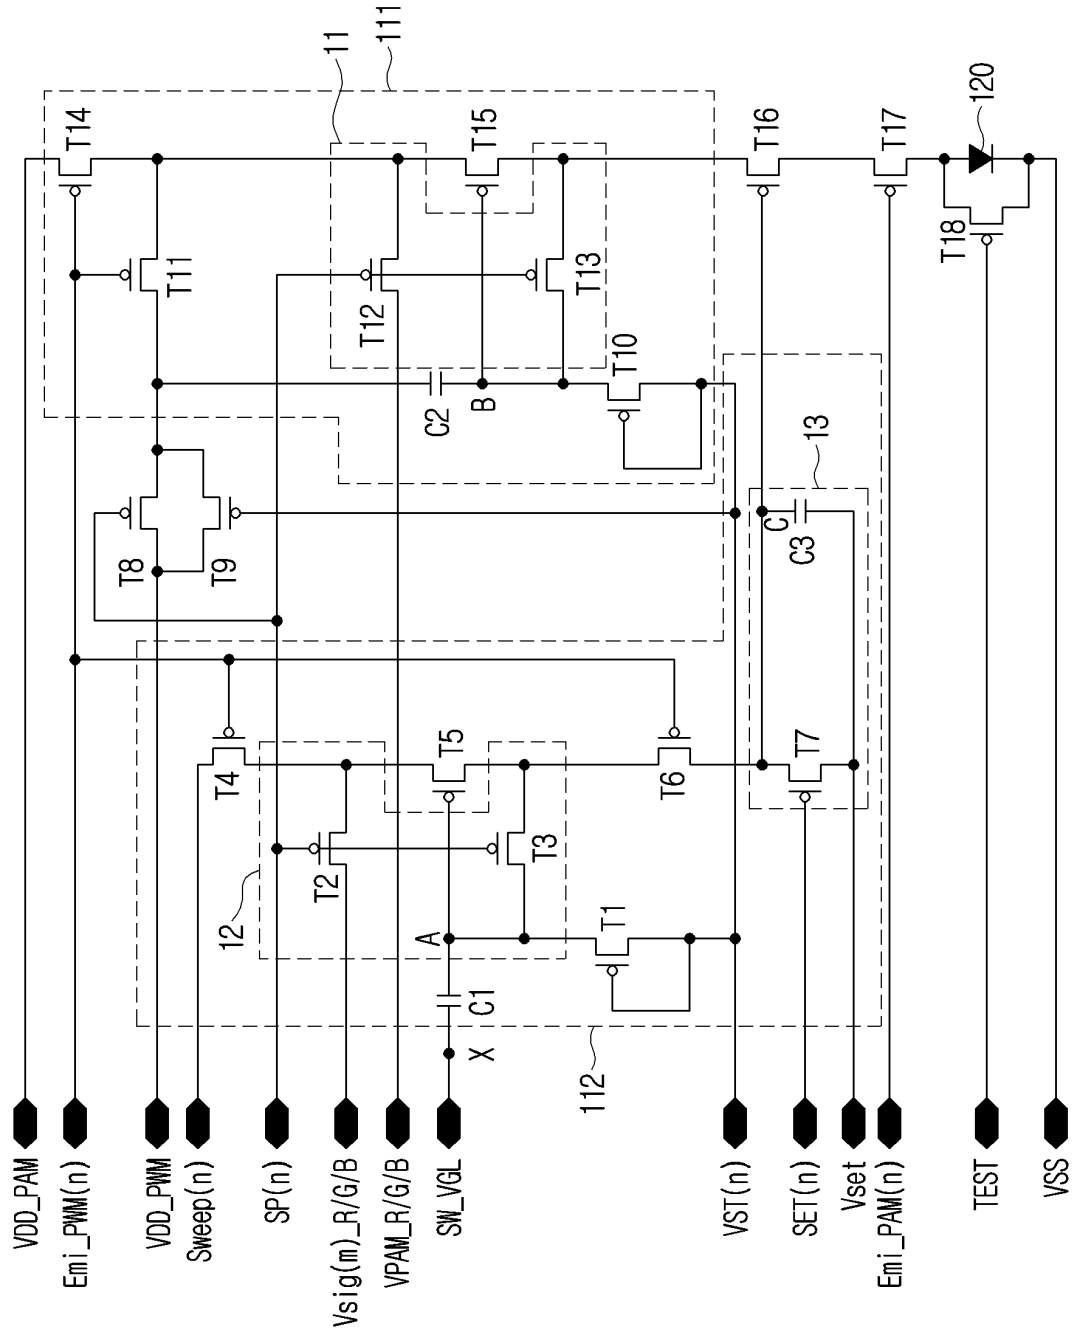 11
111
T14
T15
T16
T17
120
T11
T12
T13
T18
C2
B
T10
T8
T9
13
C
C3
T4
T5
T6
T7
T2
T3
12
A
T1
C1
X
112
VDD_PAM
Emi_PWM(n)
VDD_PWM
Sweep(n)
SP(n)
Vsig(m)_R/G/B
VPAM_R/G/B
SW_VGL
VST(n)
SET(n)
Vset
Emi_PAM(n)
TEST
VSS